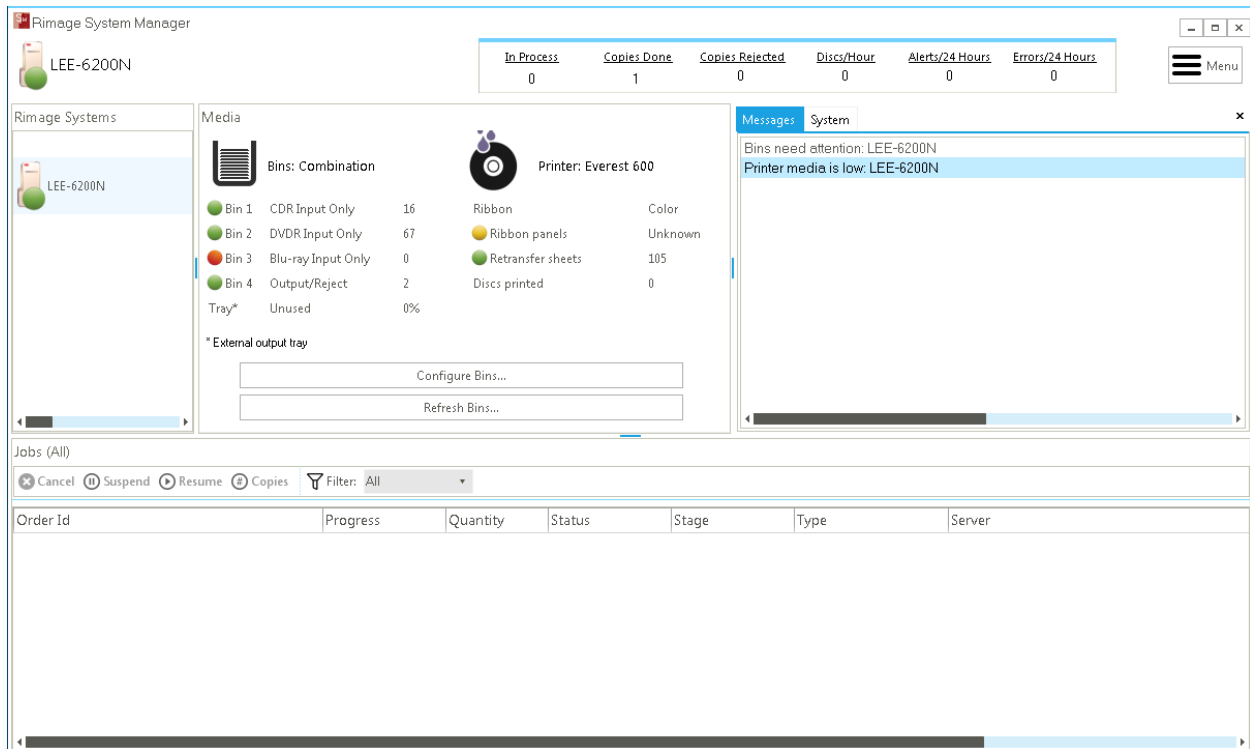 Rimage System Manager
LEE-6200N
In Process Copies Done Copies Rejected Discs/Hour Alerts/24 Hours Errors/24 Hours
0 1 0 0 0 0
Menu
Rimage Systems
LEE-6200N
Media
Bins: Combination
Printer: Everest 600
Bin 1 CDR Input Only 16
Bin 2 DVDR Input Only 67
Bin 3 Blu-ray Input Only 0
Bin 4 Output/Reject 2
Tray* Unused 0%
Ribbon Color
Ribbon panels Unknown
Retransfer sheets 105
Discs printed 0
* External output tray
Configure Bins...
Refresh Bins...
Messages System
Bins need attention: LEE-6200N
Printer media is low: LEE-6200N
Jobs (All)
Cancel Suspend Resume # Copies Filter: All
Order Id Progress Quantity Status Stage Type Server